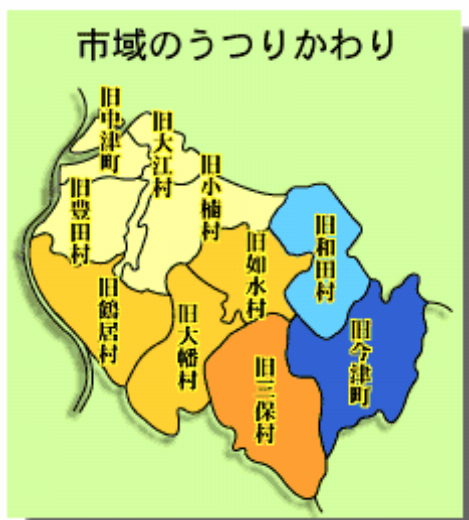 市域のうつりかわり
旧中津町
旧大江村
旧小楠村
旧豊田村
旧和田村
旧如水村
旧鶴居村
旧大幡村
旧今津町
旧三保村